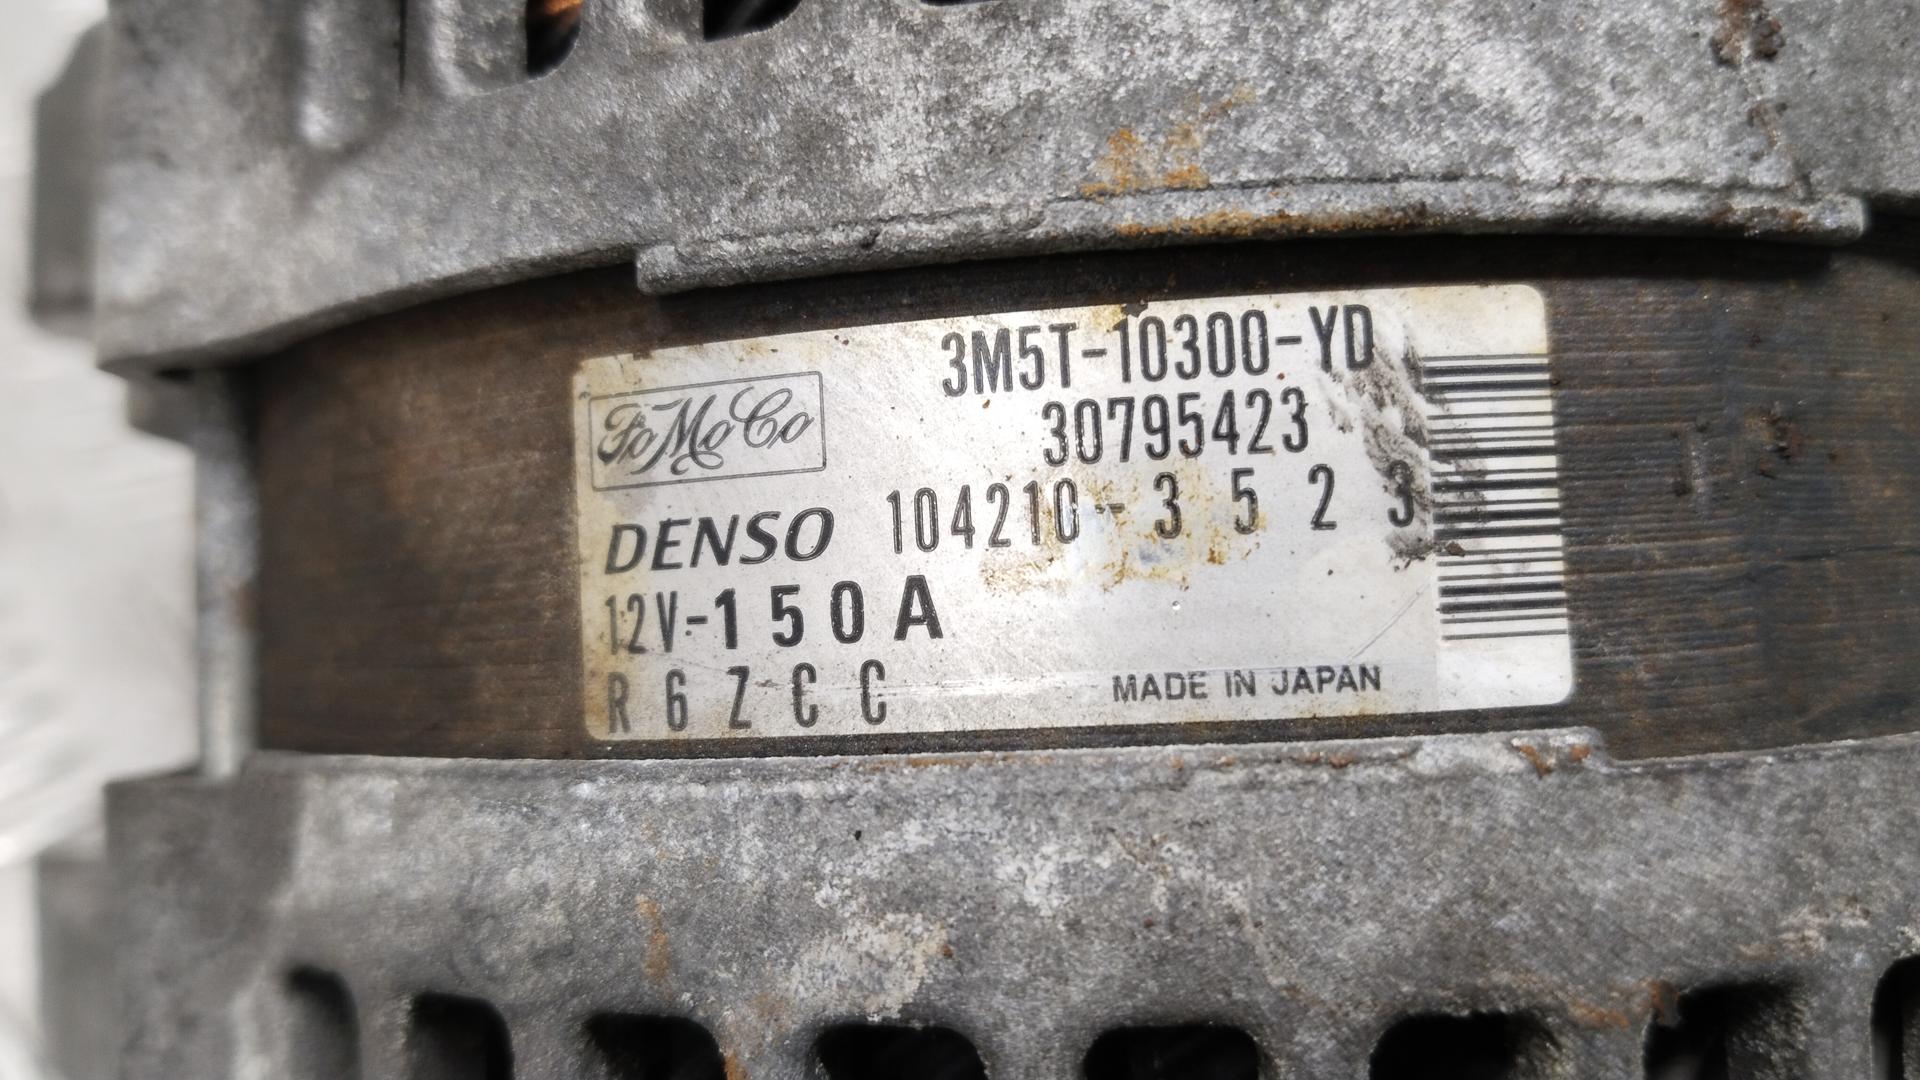 3M5T-10300-YD
FoMoCo
30795423
DENSO 104210-3523
12V-150A
R6ZCC
MADE IN JAPAN